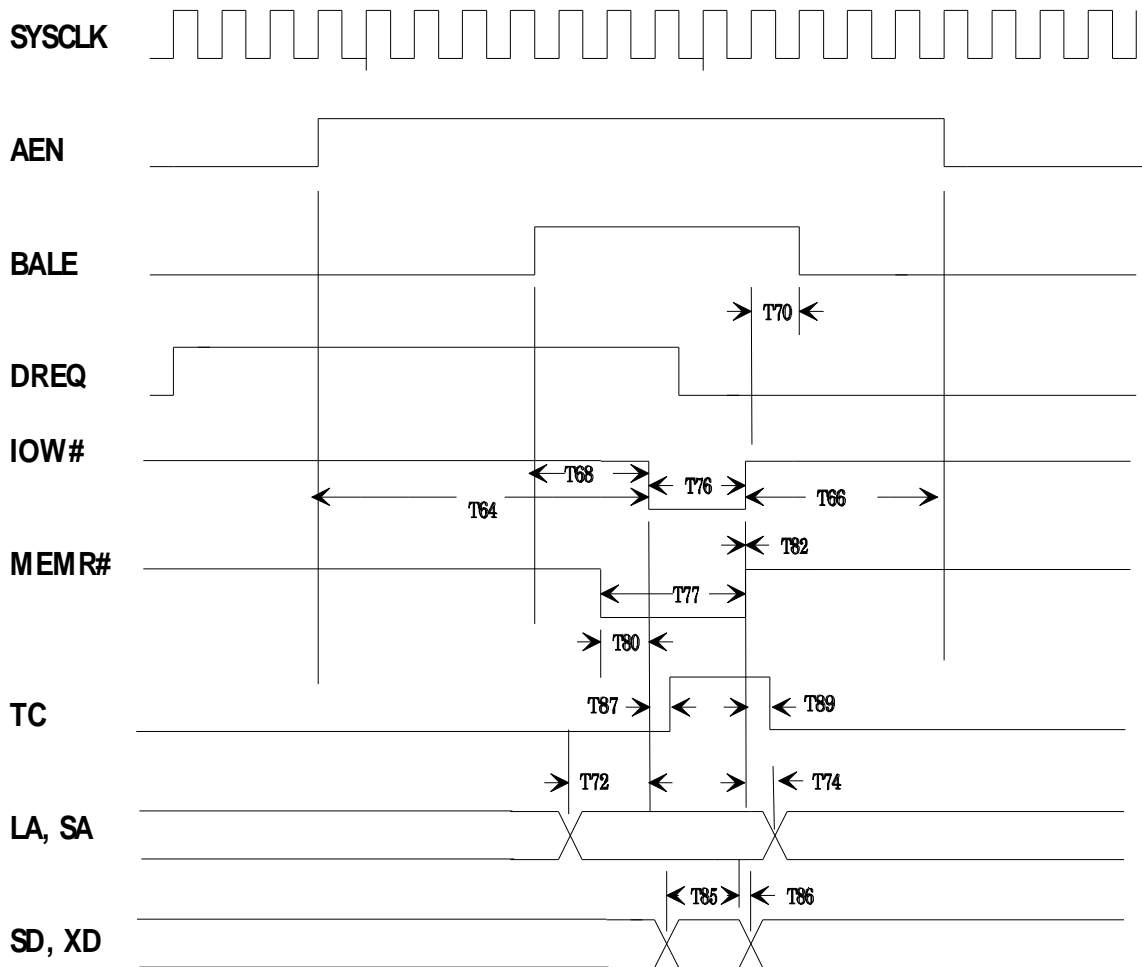 SYSCLK
AEN
BALE
T70
DREQ
IOW#
T68
T76
T64
T66
T82
MEMR#
T77
T80
T87
T89
TC
T72
T74
LA, SA
T85
T86
SD, XD